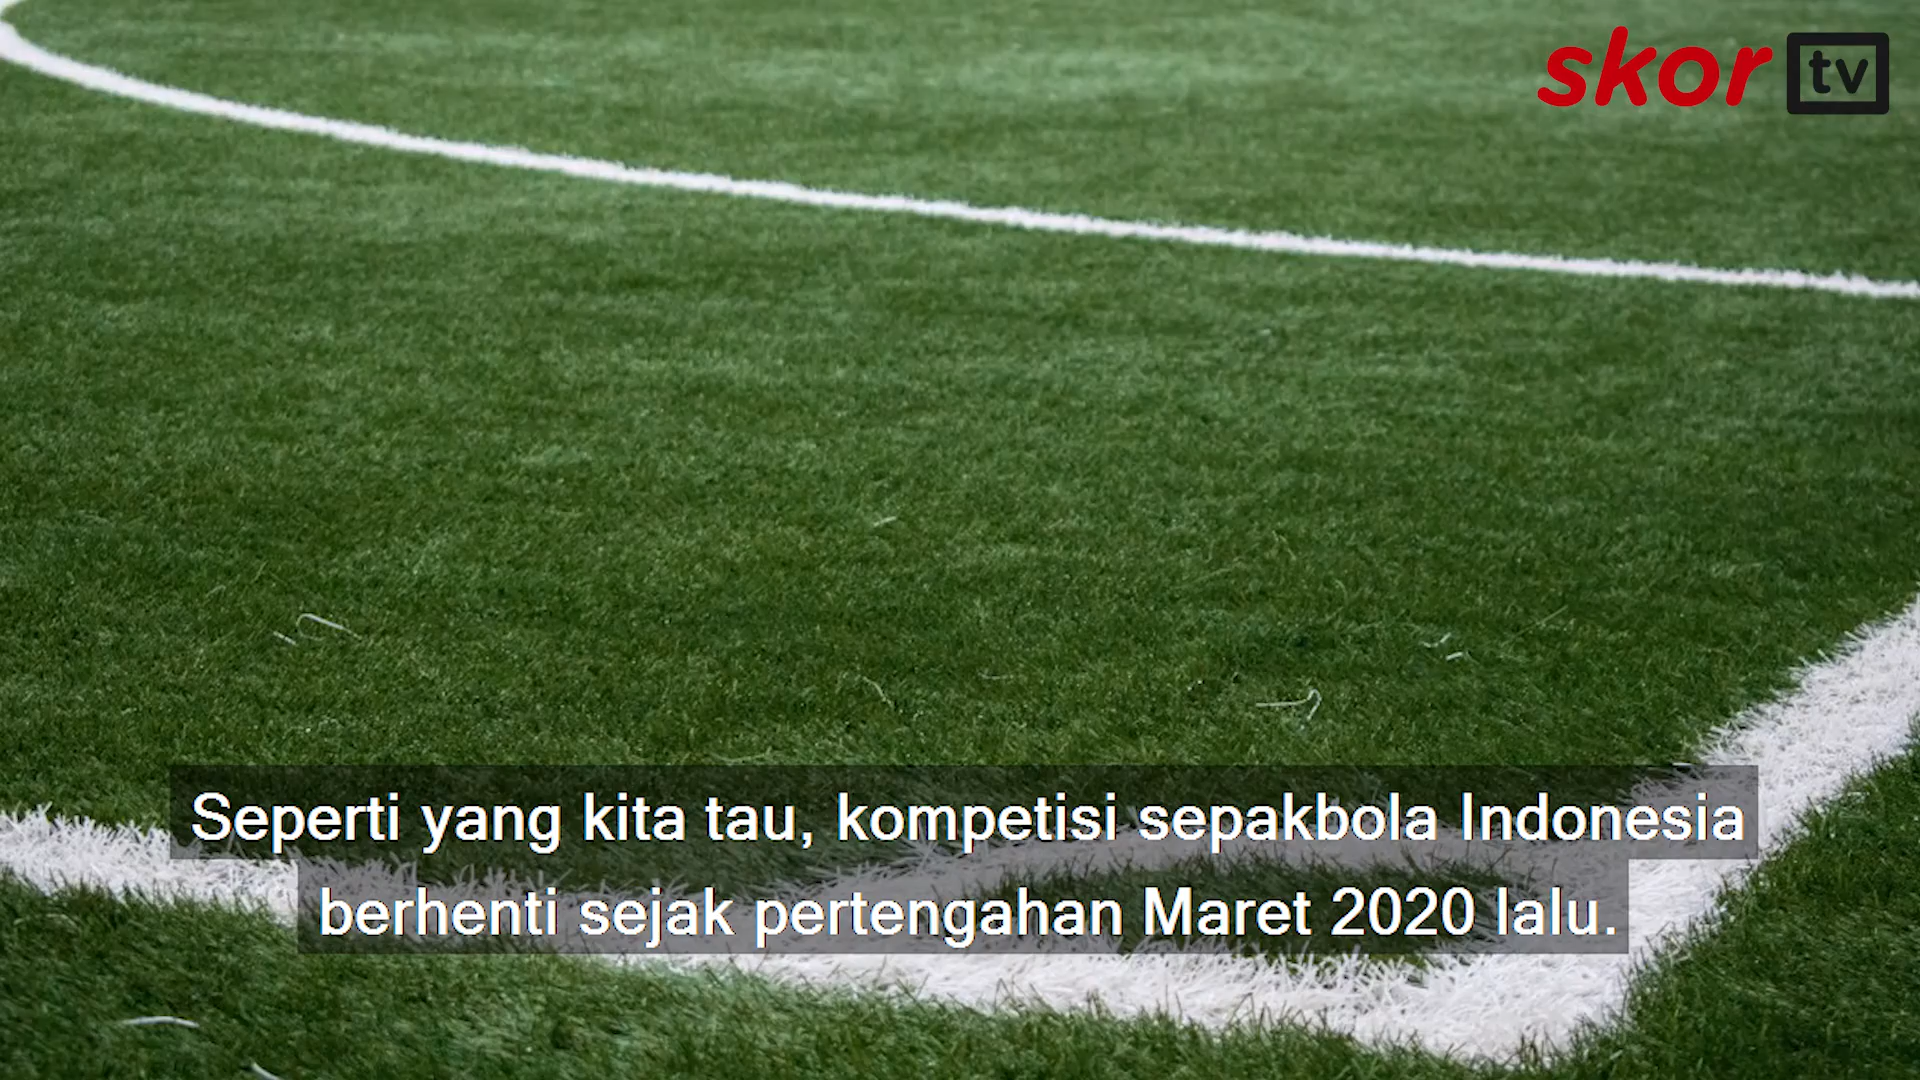 skor tv
Seperti yang kita tau, kompetisi sepakbola Indonesia
berhenti sejak pertengahan Maret 2020 lalu.